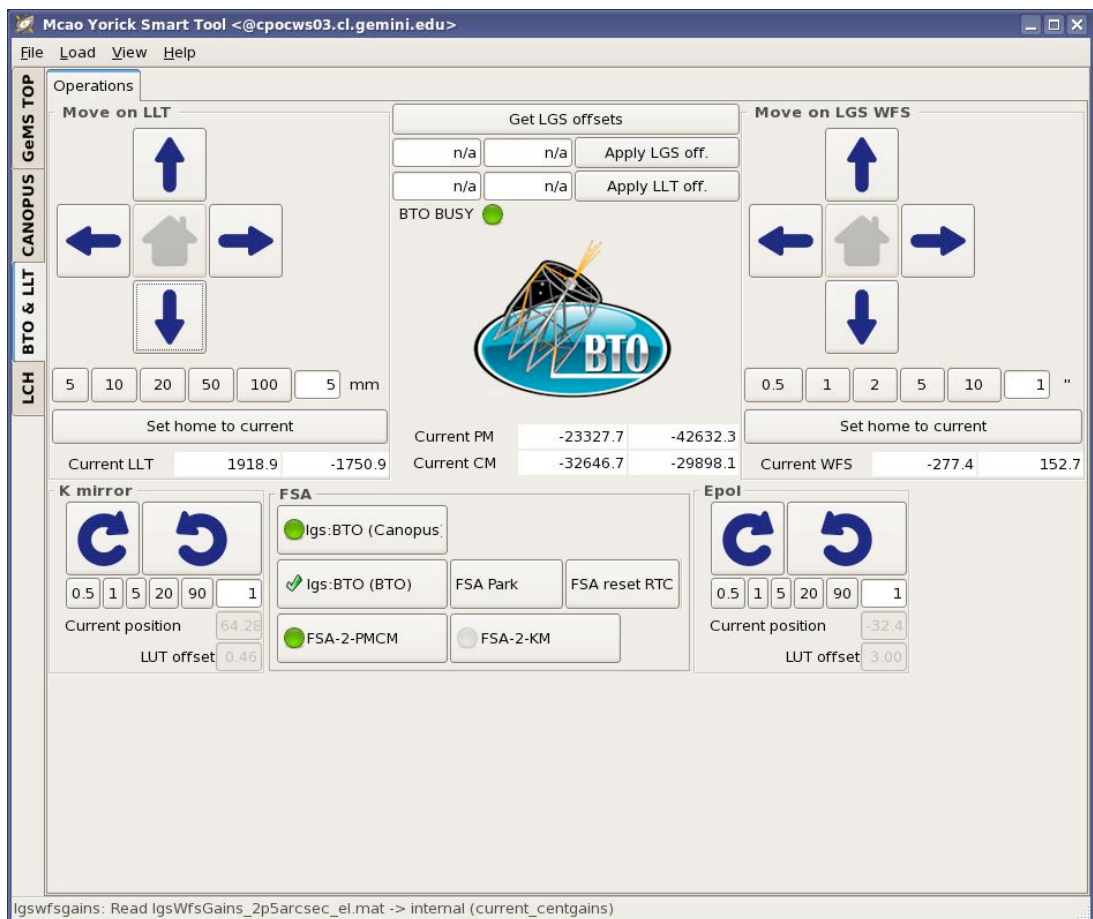 Mcao Yorick Smart Tool <@cpocws03.cl.gemini.edu>
File Load View Help
GeMS TOP
CANOPUS
BTO & LLT
LCH
Operations
Move on LLT
5 10 20 50 100 5 mm
Set home to current
Current LLT 1918.9 -1750.9
Get LGS offsets
n/a n/a Apply LGS off.
n/a n/a Apply LLT off.
BTO BUSY
BTO
Current PM -23327.7 -42632.3
Current CM -32646.7 -29898.1
Move on LGS WFS
0.5 1 2 5 10 1 "
Set home to current
Current WFS -277.4 152.7
K mirror
0.5 1 5 20 90 1
Current position 64.28
LUT offset 0.46
FSA
lgs:BTO (Canopus)
lgs:BTO (BTO) FSA Park FSA reset RTC
FSA-2-PMCM FSA-2-KM
Epol
0.5 1 5 20 90 1
Current position -32.4
LUT offset 3.00
lgswfsgains: Read lgsWfsGains_2p5arcsec_el.mat -> internal (current_centgains)